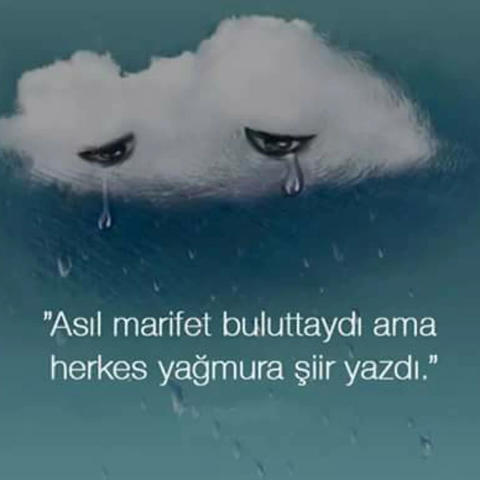 "Asıl marifet buluttaydı ama
herkes yağmura şiir yazdı."